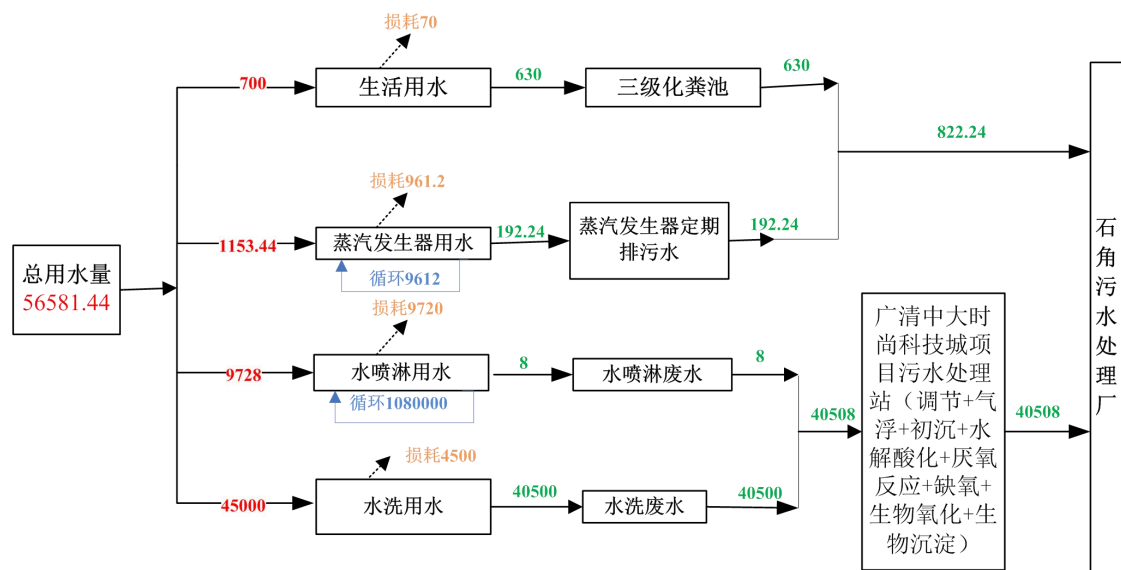 损耗70
700
生活用水
630
三级化粪池
630
822.24
损耗961.2
1153.44
蒸汽发生器用水
192.24
蒸汽发生器定期
排污水
192.24
循环9612
总用水量
56581.44
损耗9720
9728
水喷淋用水
8
水喷淋废水
8
循环1080000
损耗4500
45000
水洗用水
40500
水洗废水
40500
40508
广清中大时
尚科技城项
目污水处理
站（调节+气
浮+初沉+水
解酸化+厌氧
反应+缺氧+
生物氧化+生
物沉淀）
40508
石
角
污
水
处
理
厂